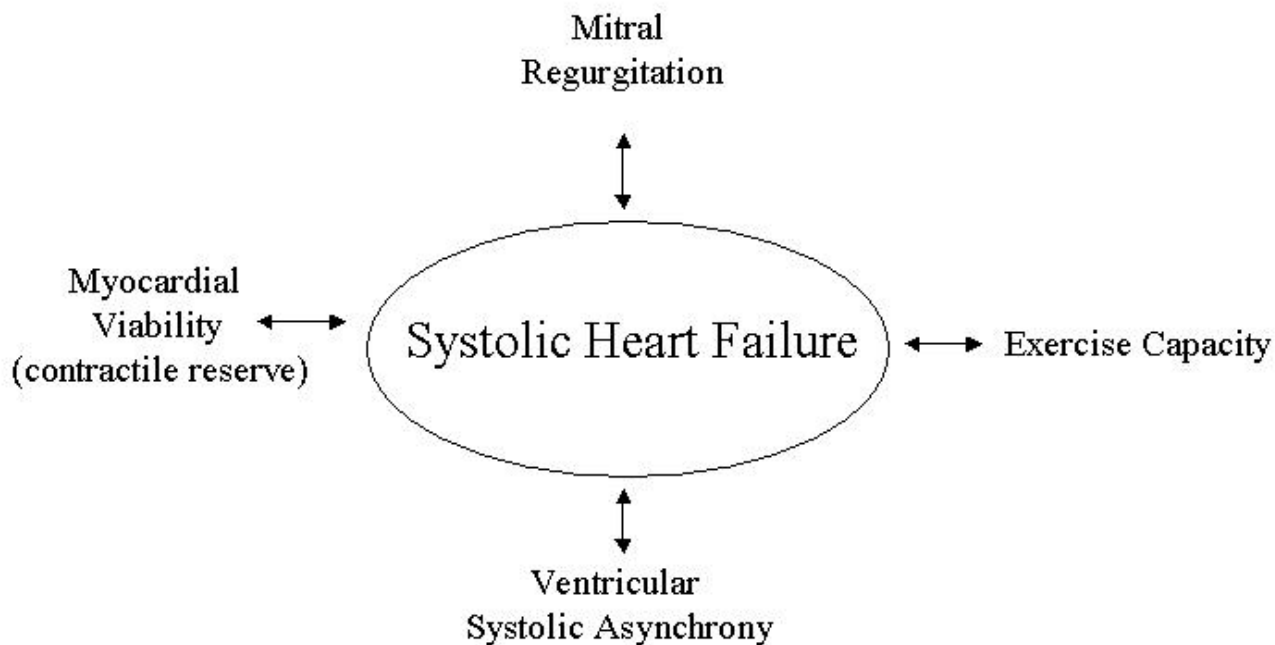 Mitral
Regurgitation
Myocardial
Viability
(contractile reserve)
Systolic Heart Failure
Exercise Capacity
Ventricular
Systolic Asynchrony